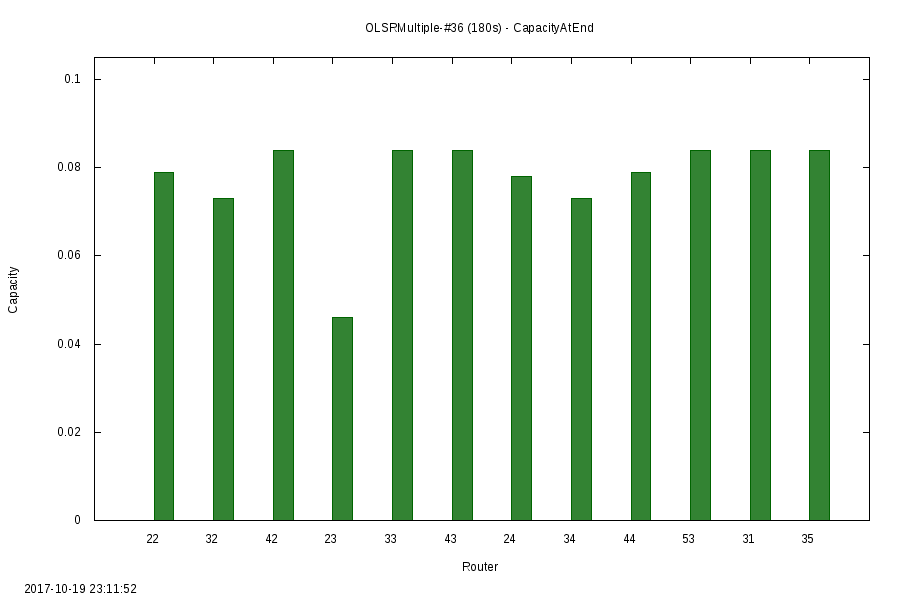 OLSRMultiple-#36 (180s) - CapacityAtEnd
0.1
0.08
0.06
0.04
0.02
0
Capacity
22 32 42 23 33 43 24 34 44 53 31 35
Router
2017-10-19 23:11:52